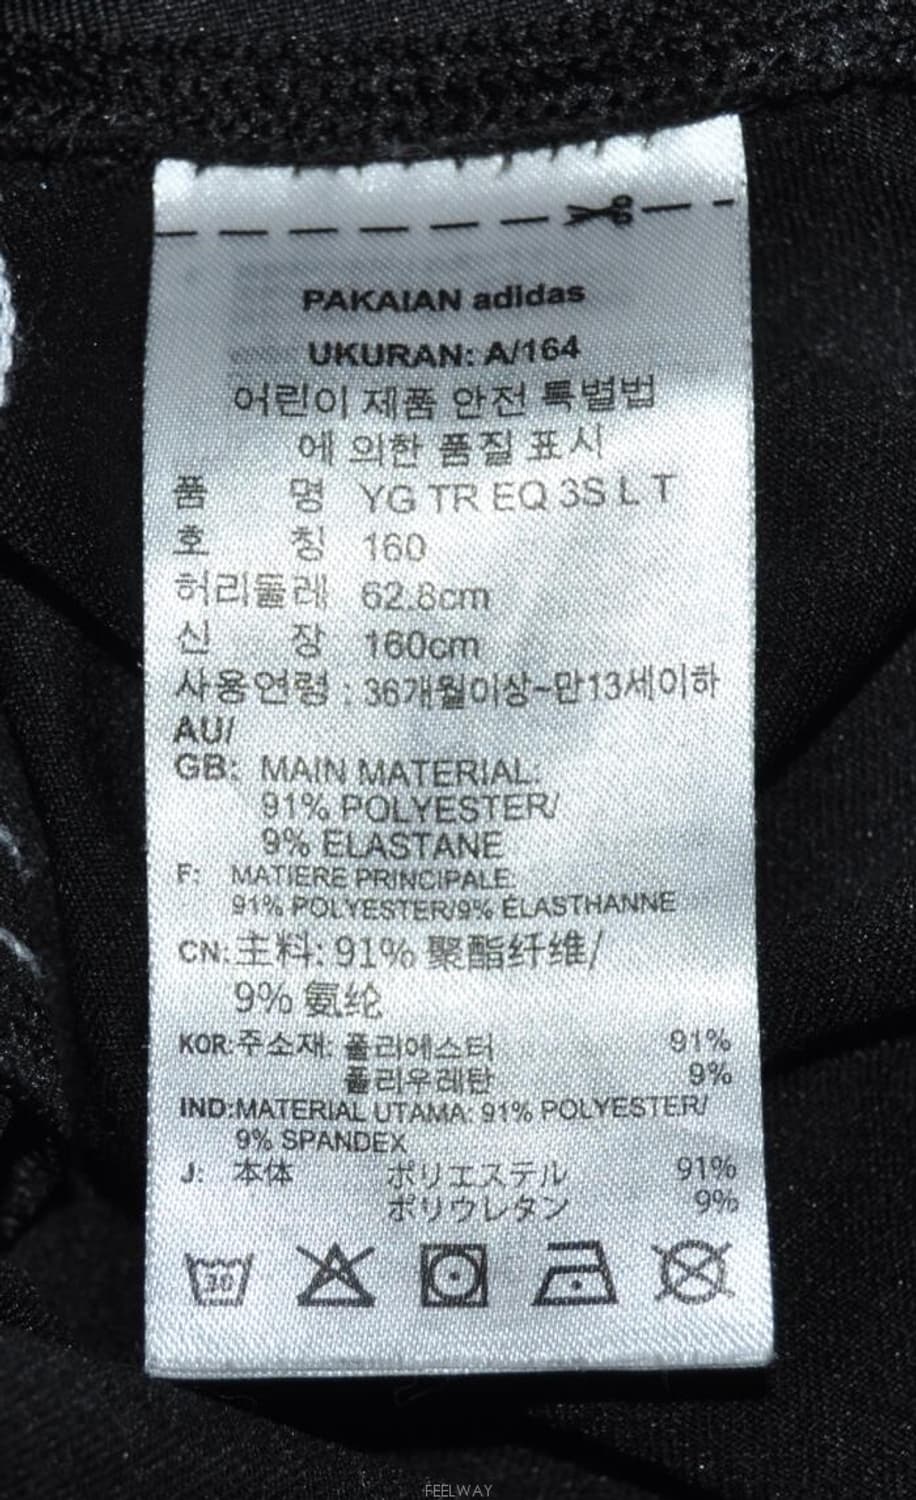 PAKAIAN adidas
UKURAN: A/164
어린이 제품 안전 특별법
에 의한 품질 표시
품 명 YG TR EQ 3S L T
호 칭 160
허리둘레 62.8cm
신 장 160cm
사용연령 : 36개월이상~만13세이하
AU/
GB: MAIN MATERIAL:
91% POLYESTER/
9% ELASTANE
F: MATIERE PRINCIPALE:
91% POLYESTER/9% ÉLASTHANNE
CN: 主料: 91% 聚酯纤维/
9% 氨纶
KOR: 주소재: 폴리에스터 91%
폴리우레탄 9%
IND: MATERIAL UTAMA: 91% POLYESTER/
9% SPANDEX
J: 本体 ポリエステル 91%
ポリウレタン 9%
30
FEELWAY